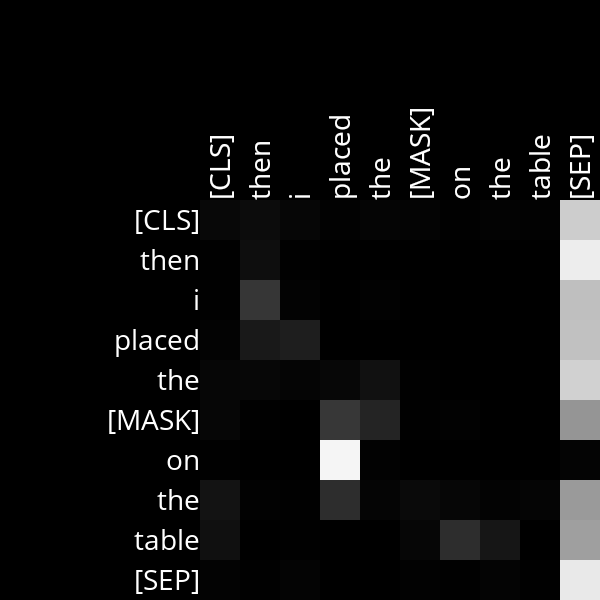 [CLS] then i placed the [MASK] on the table [SEP]
[CLS]
then
i
placed
the
[MASK]
on
the
table
[SEP]